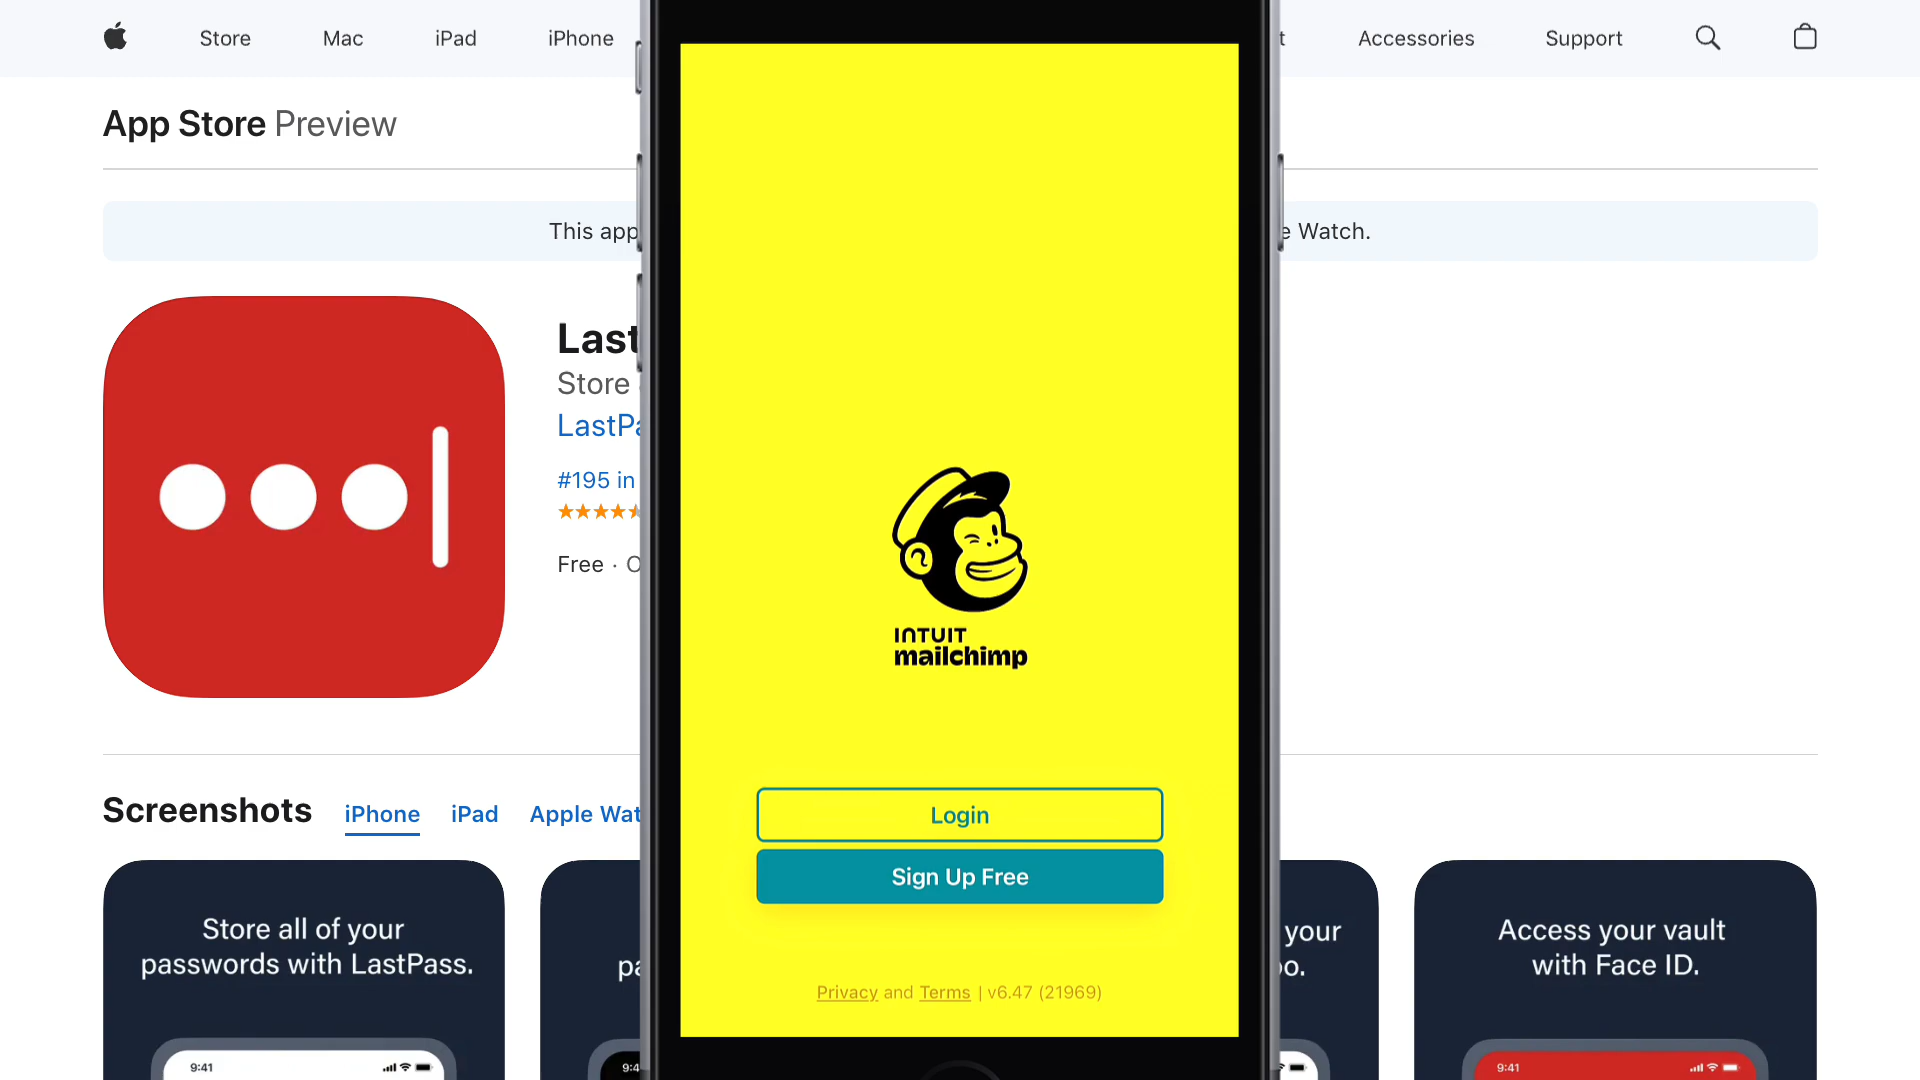 Store
Mac
iPad
iPhone
Accessories
Support
App Store Preview
This app
Watch.
Last
Store
#195 in
Free ·
INTUIT
mailchimp
Login
Sign Up Free
Privacy and Terms | v6.47 (21969)
Screenshots
iPhone
iPad
Apple
Store all of your
passwords with LastPass.
your
Access your vault
with Face ID.
9:41
9:41